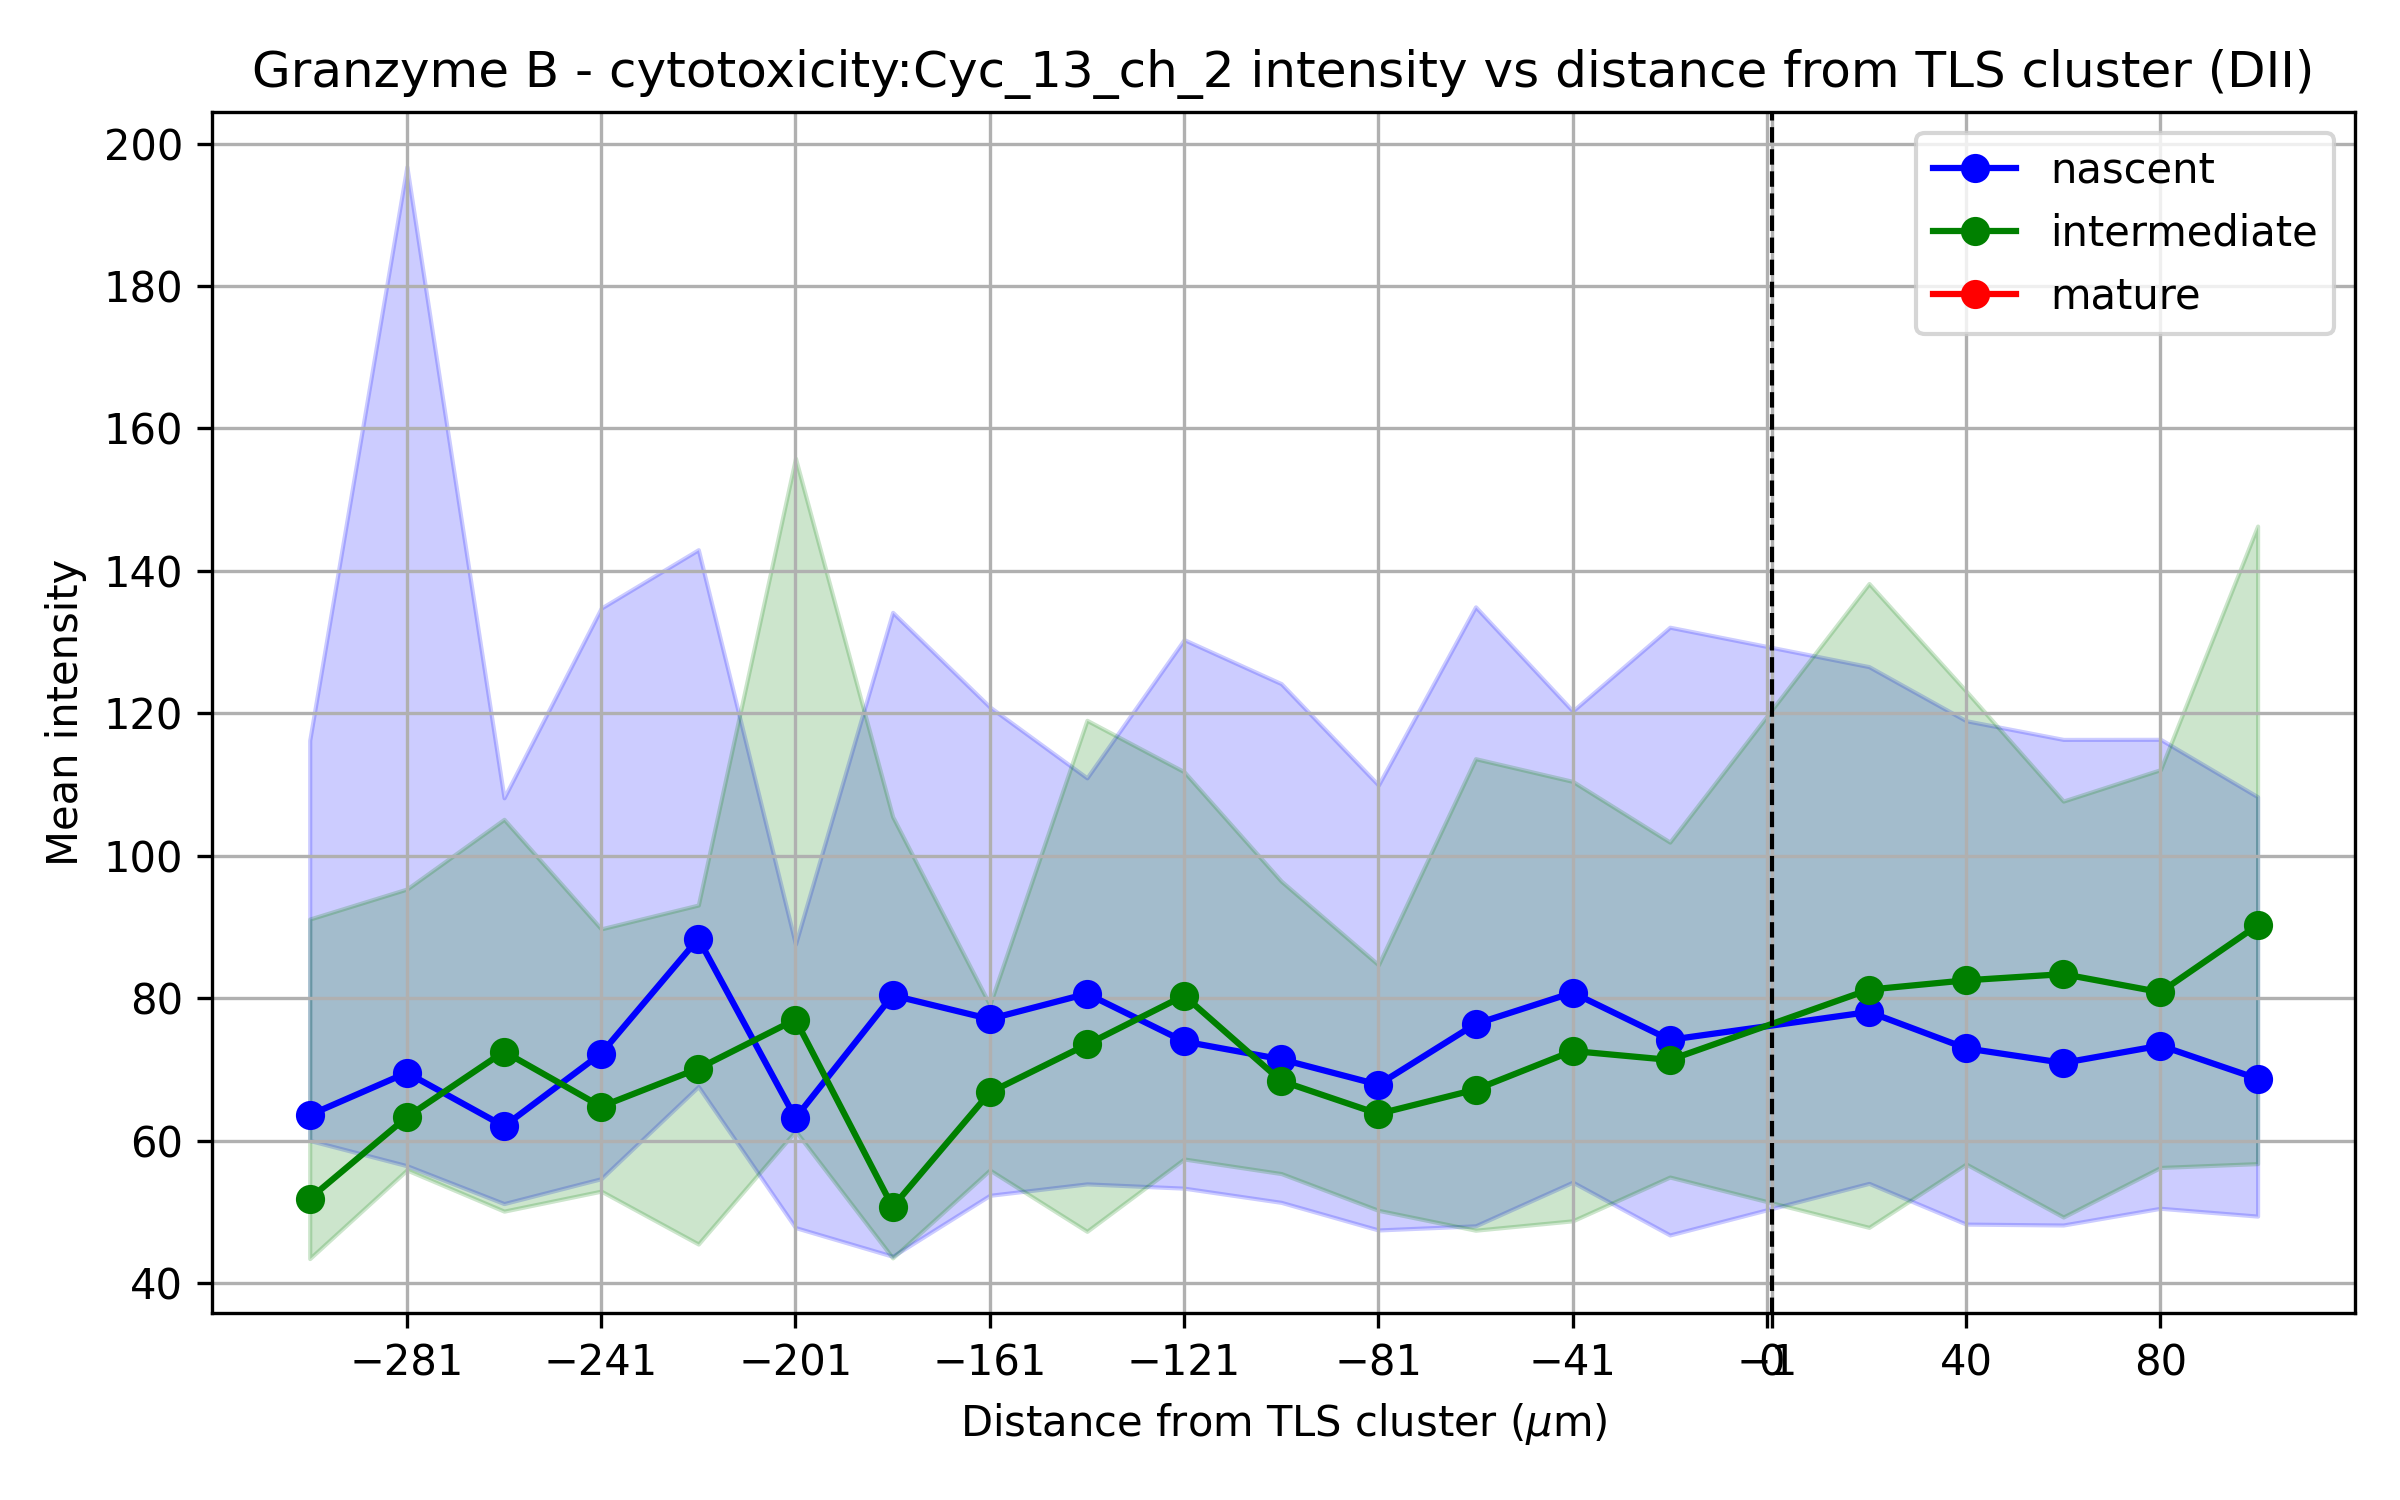 Granzyme B - cytotoxicity:Cyc_13_ch_2 intensity vs distance from TLS cluster (DII)
nascent
intermediate
mature
Mean intensity
200
180
160
140
120
100
80
60
40
−281 −241 −201 −161 −121 −81 −41 −1 0 40 80
Distance from TLS cluster (μm)